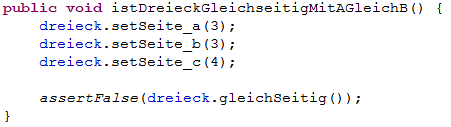 public void istDreieckGleichseitigMitAGleichB() {
dreieck.setSeite_a(3);
dreieck.setSeite_b(3);
dreieck.setSeite_c(4);
assertFalse(dreieck.gleichSeitig());
}